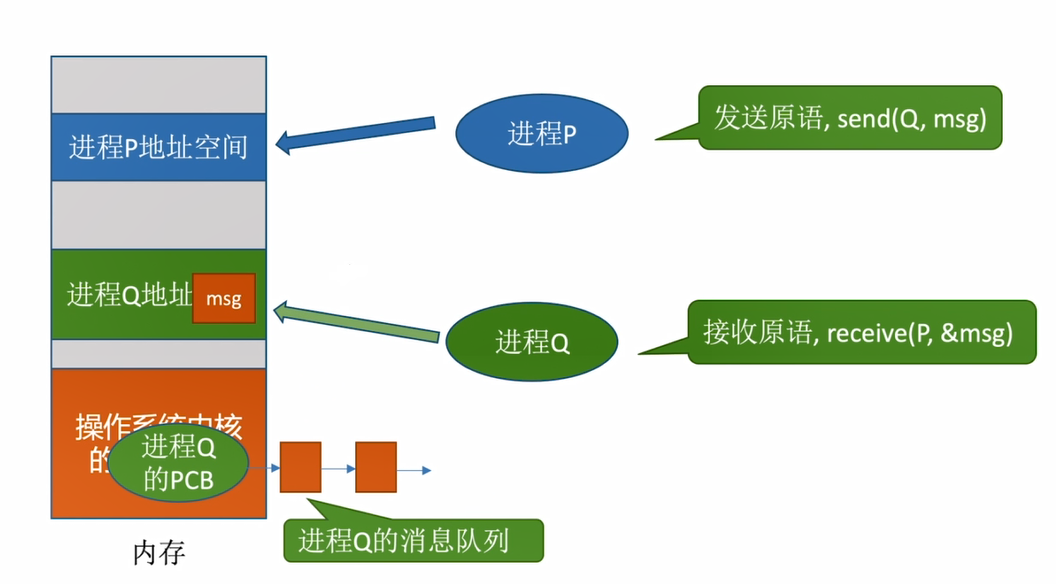 进程P地址空间
进程P
发送原语, send(Q, msg)
进程Q地址
msg
进程Q
接收原语, receive(P, &msg)
操作系统内核
的
进程Q
的PCB
进程Q的消息队列
内存